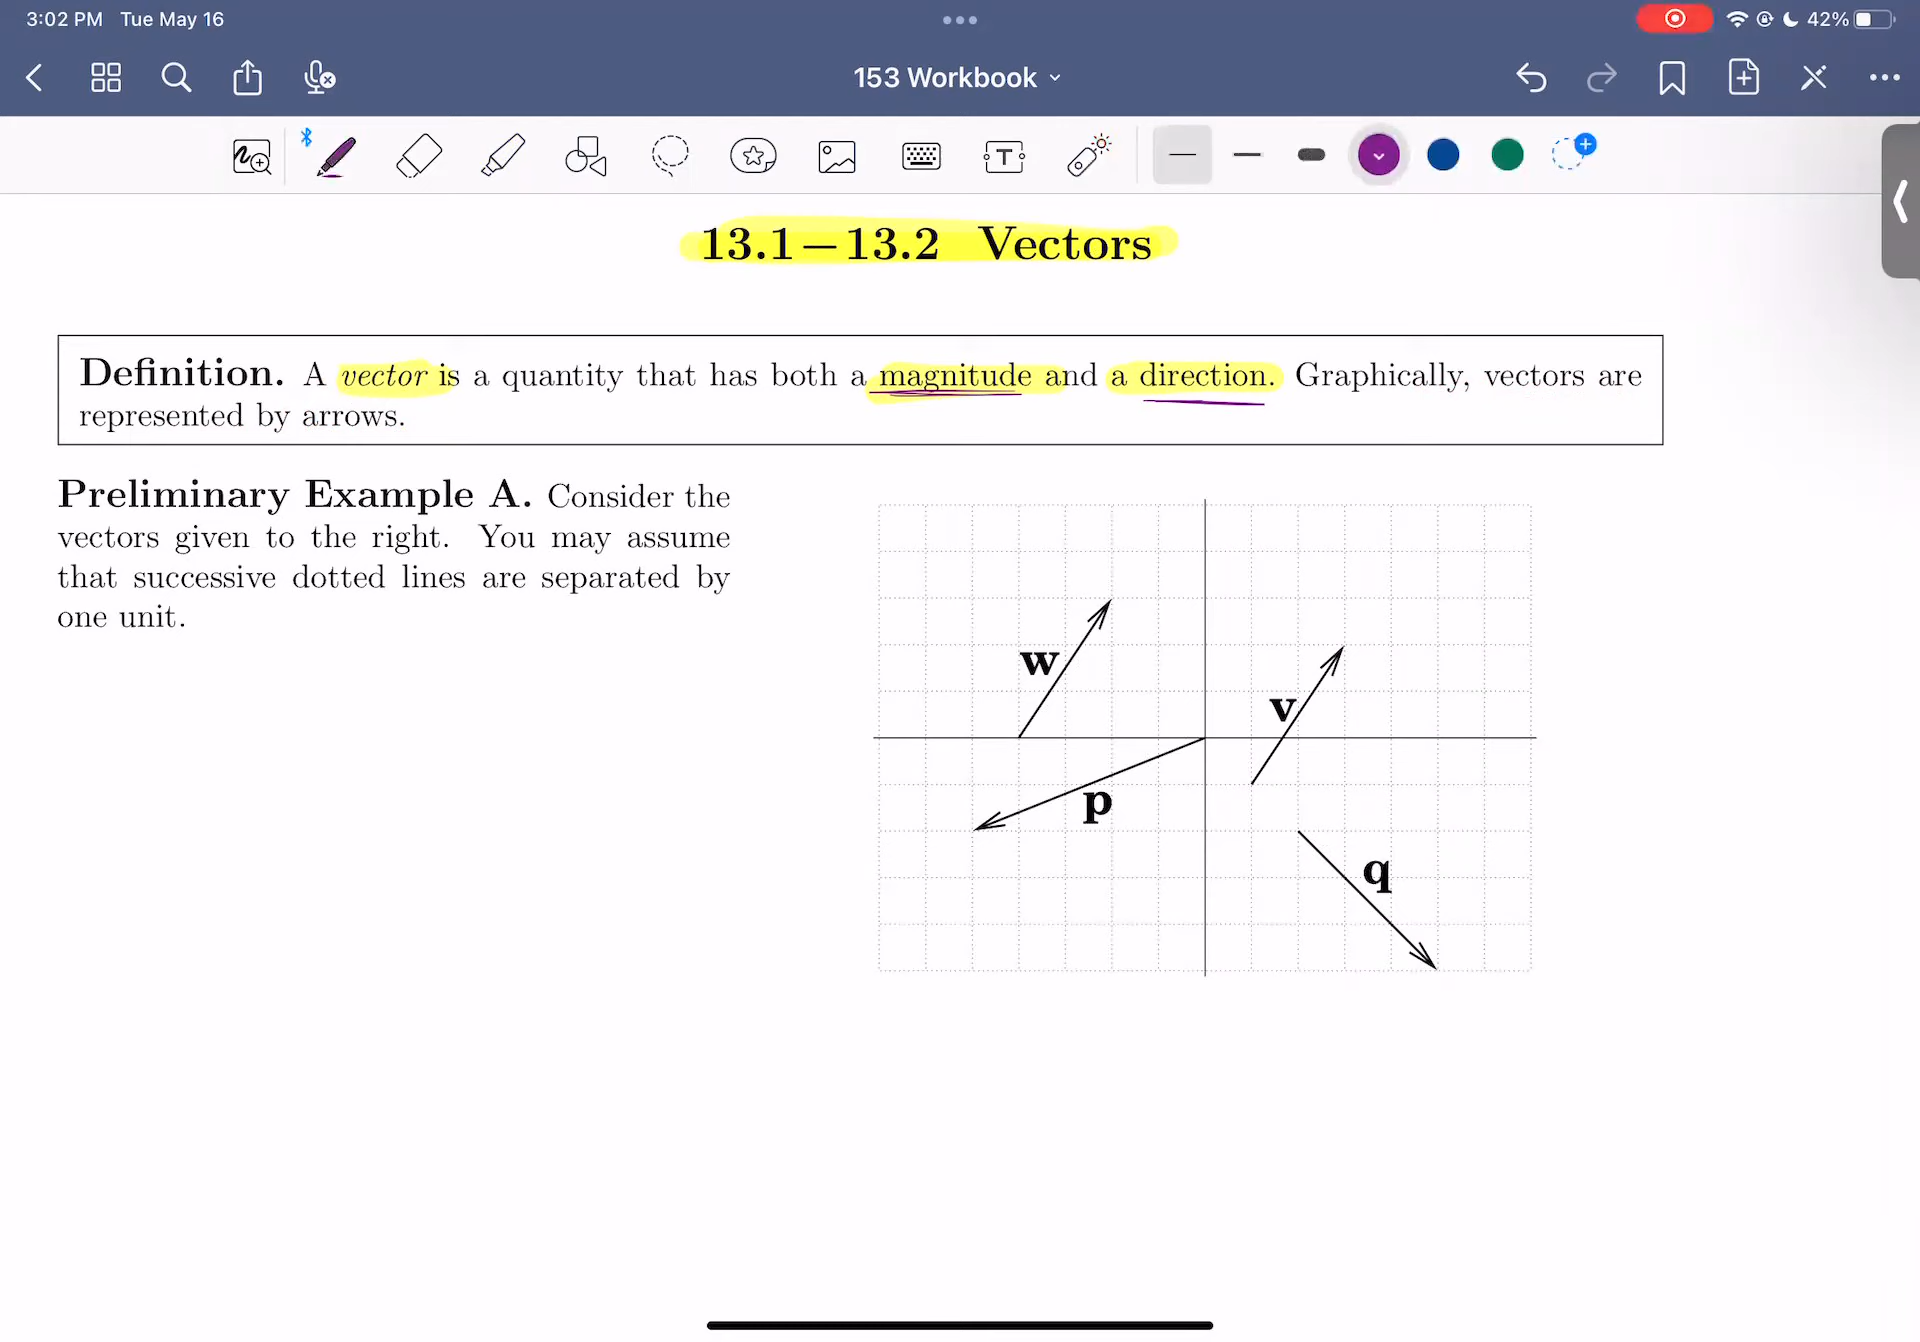 3:02 PM Tue May 16
42%
153 Workbook
T
13.1–13.2 Vectors
Definition. A vector is a quantity that has both a magnitude and a direction. Graphically, vectors are
represented by arrows.
Preliminary Example A. Consider the
vectors given to the right. You may assume
that successive dotted lines are separated by
one unit.
w
v
p
q